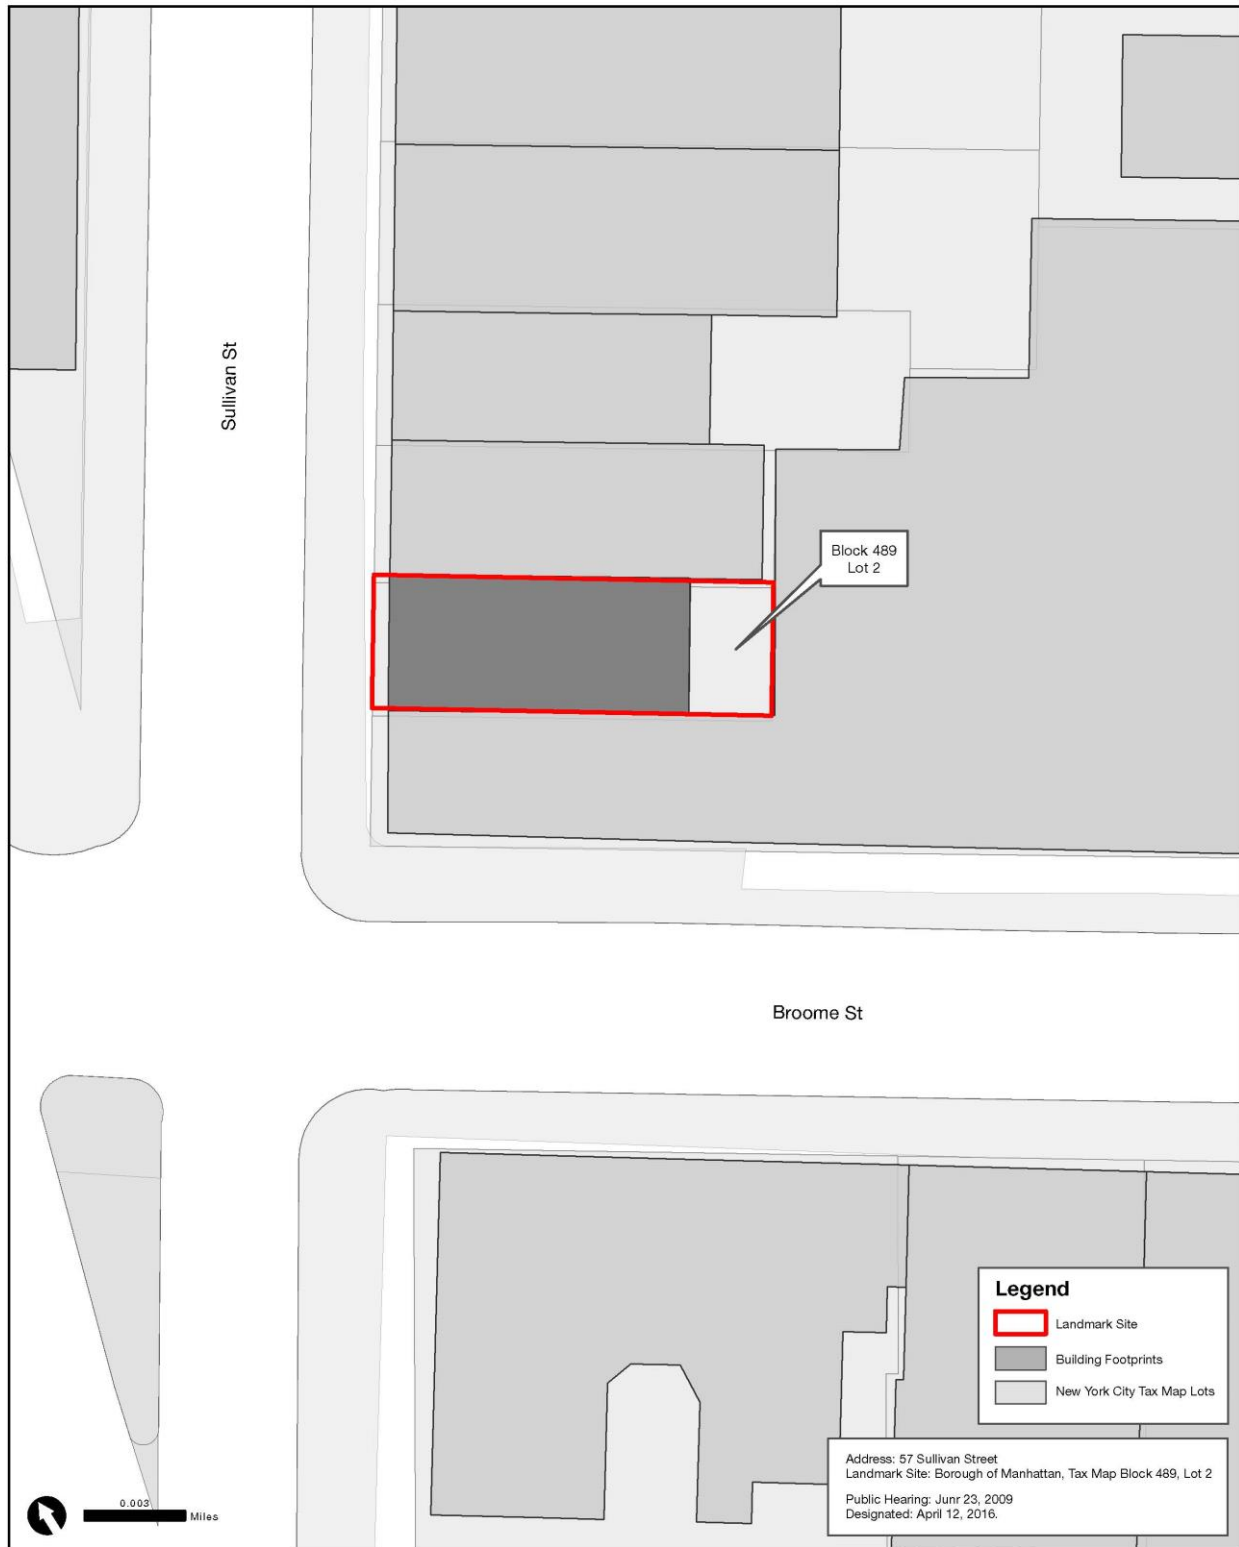 Sullivan St
Block 489
Lot 2
Broome St
Legend
Landmark Site
Building Footprints
New York City Tax Map Lots
Address: 57 Sullivan Street
Landmark Site: Borough of Manhattan, Tax Map Block 489, Lot 2
Public Hearing: Junr 23, 2009
Designated: April 12, 2016.
0.003
Miles